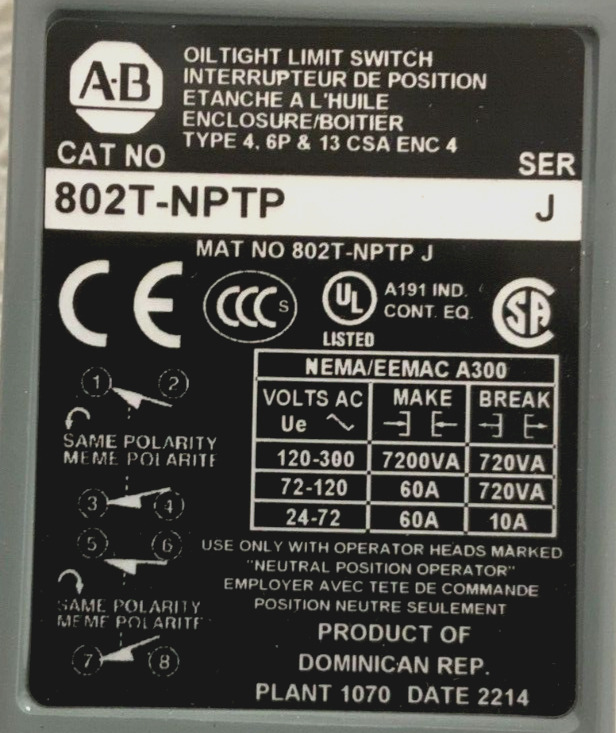 A·B
OILTIGHT LIMIT SWITCH
INTERRUPTEUR DE POSITION
ETANCHE A L'HUILE
ENCLOSURE/BOITIER
TYPE 4, 6P & 13 CSA ENC 4
CAT NO SER
802T-NPTP J
MAT NO 802T-NPTP J
CE CCC S UL LISTED A191 IND. CONT. EQ. SA
NEMA/EEMAC A300
VOLTS AC MAKE BREAK
Ue
120-300 7200VA 720VA
72-120 60A 720VA
24-72 60A 10A
1 2
SAME POLARITY
MEME POLARITE
3 4
5 6
SAME POLARITY
MEME POLARITE
7 8
USE ONLY WITH OPERATOR HEADS MARKED
"NEUTRAL POSITION OPERATOR"
EMPLOYER AVEC TETE DE COMMANDE
POSITION NEUTRE SEULEMENT
PRODUCT OF
DOMINICAN REP.
PLANT 1070 DATE 2214